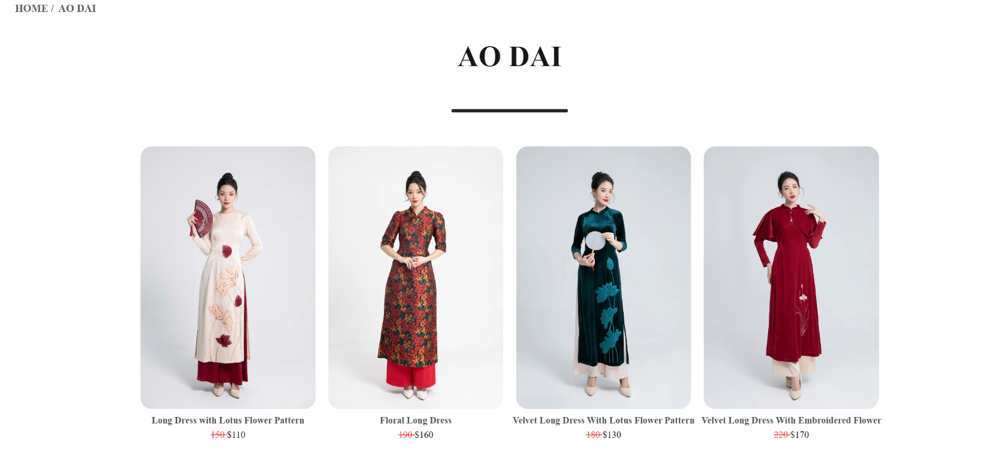 HOME / AO DAI
AO DAI
Long Dress with Lotus Flower Pattern
150 $110
Floral Long Dress
190 $160
Velvet Long Dress With Lotus Flower Pattern
180 $130
Velvet Long Dress With Embroidered Flower
220 $170